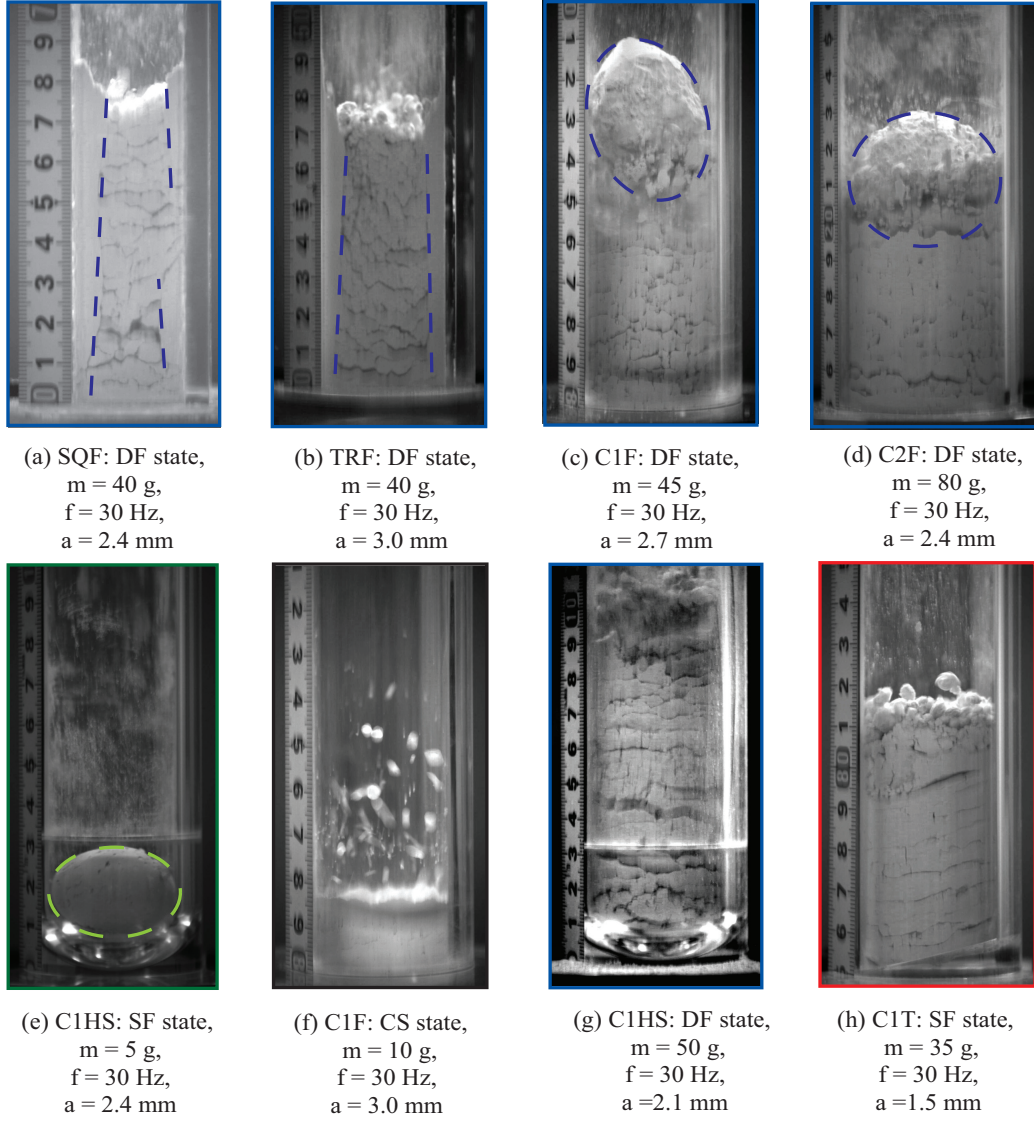 (a) SQF: DF state,
m = 40 g,
f = 30 Hz,
a = 2.4 mm
(b) TRF: DF state,
m = 40 g,
f = 30 Hz,
a = 3.0 mm
(c) C1F: DF state,
m = 45 g,
f = 30 Hz,
a = 2.7 mm
(d) C2F: DF state,
m = 80 g,
f = 30 Hz,
a = 2.4 mm
(e) C1HS: SF state,
m = 5 g,
f = 30 Hz,
a = 2.4 mm
(f) C1F: CS state,
m = 10 g,
f = 30 Hz,
a = 3.0 mm
(g) C1HS: DF state,
m = 50 g,
f = 30 Hz,
a =2.1 mm
(h) C1T: SF state,
m = 35 g,
f = 30 Hz,
a =1.5 mm